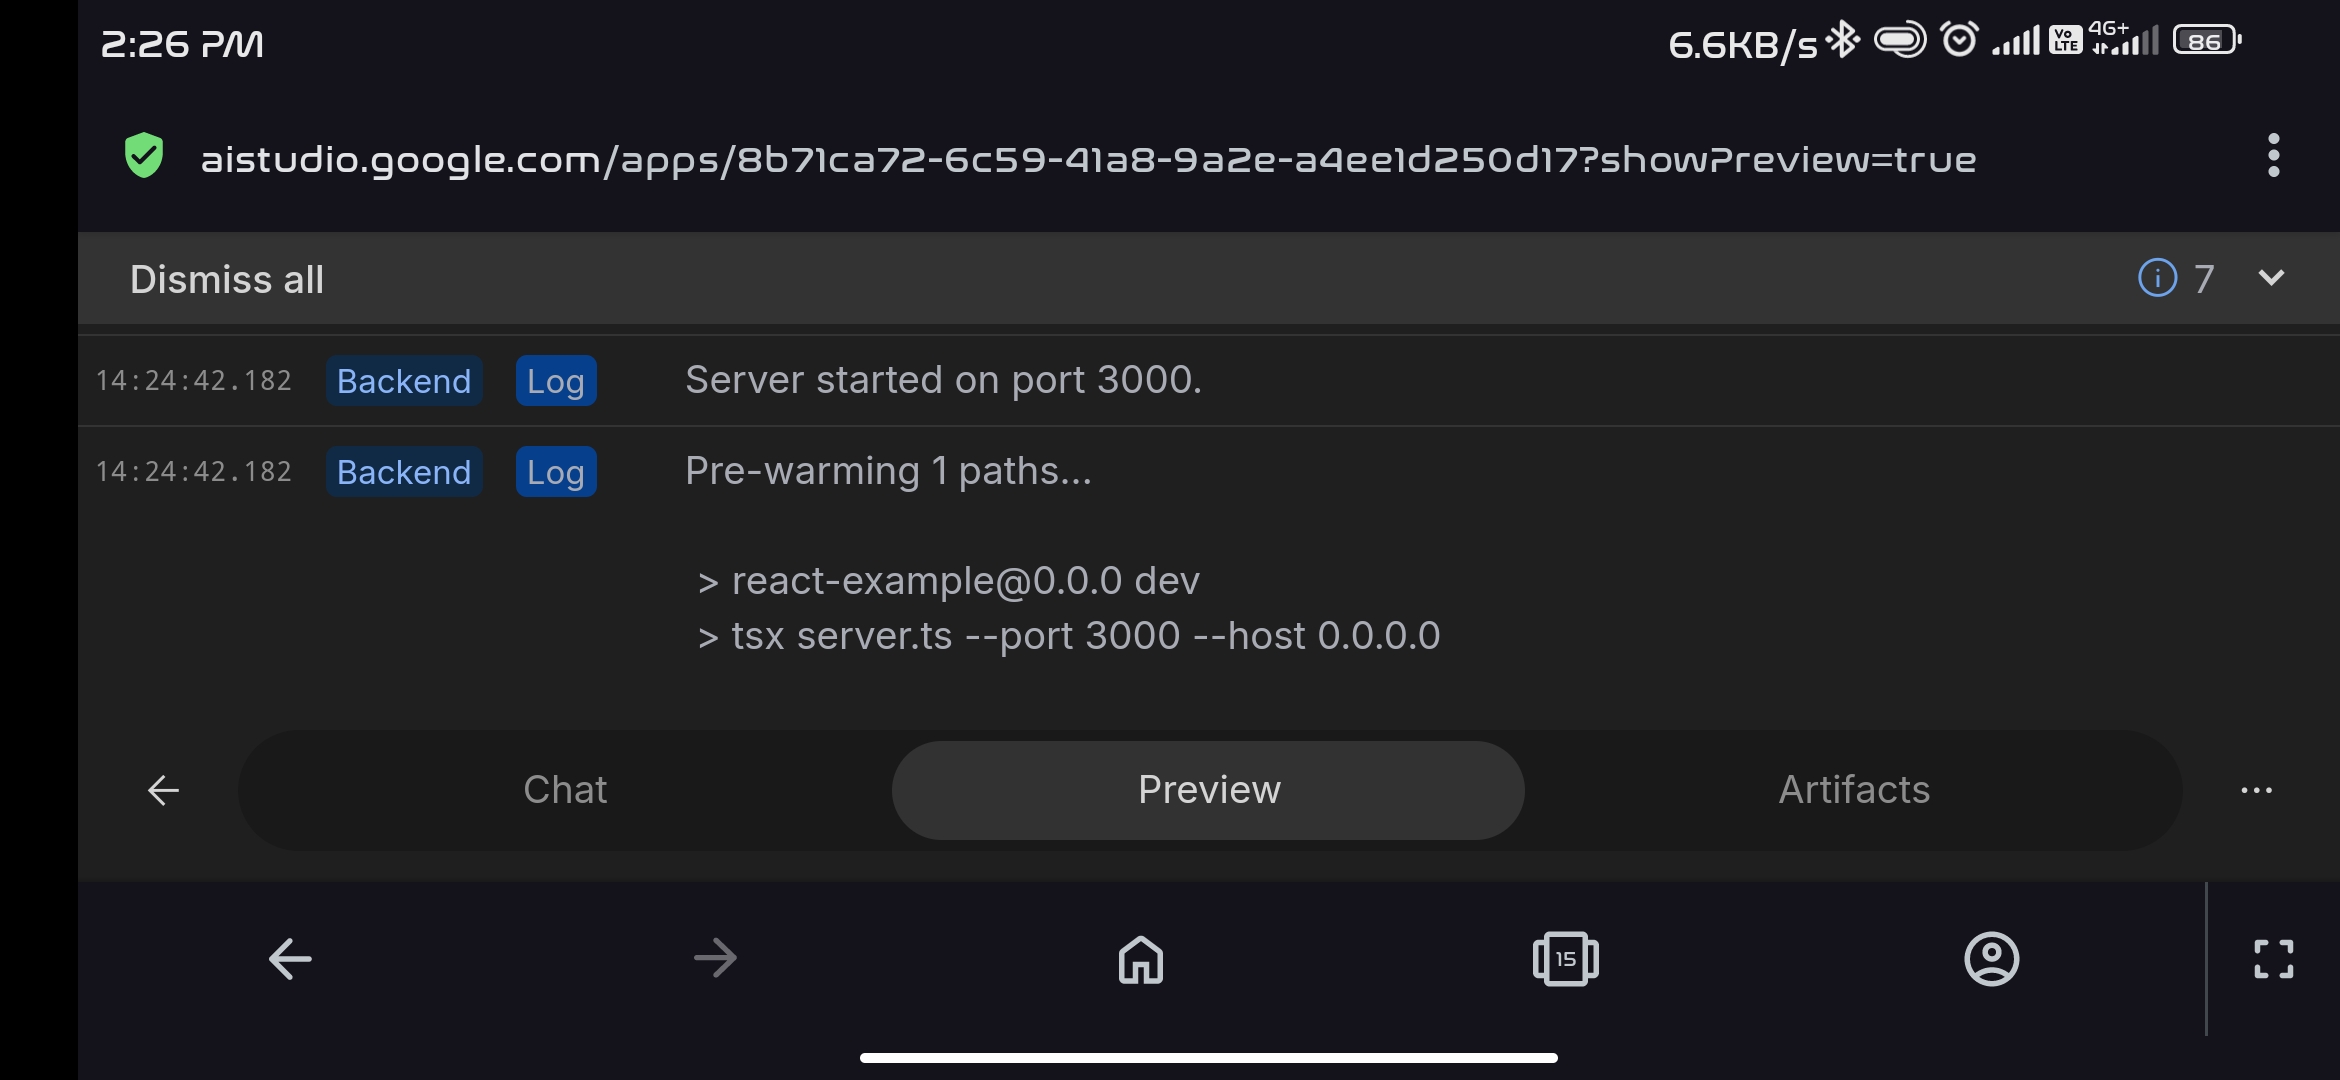 2:26 PM
6.6KB/s
Vo
LTE
4G+
86
aistudio.google.com/apps/8b71ca72-6c59-41a8-9a2e-a4ee1d250d17?showPreview=true
Dismiss all
7
14:24:42.182 Backend Log Server started on port 3000.
14:24:42.182 Backend Log Pre-warming 1 paths...
> react-example@0.0.0 dev
> tsx server.ts --port 3000 --host 0.0.0.0
Chat Preview Artifacts
15